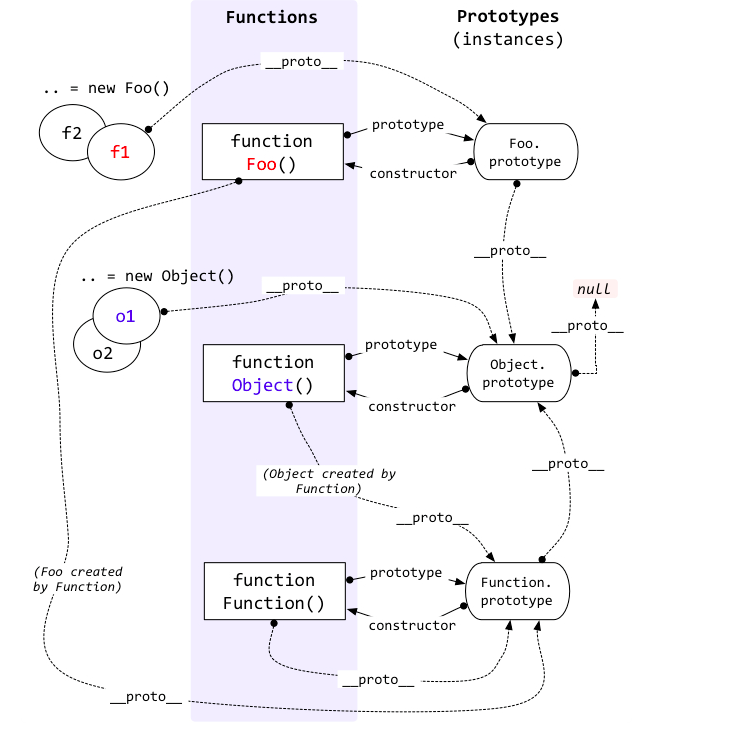 Functions
Prototypes
(instances)
__proto__
.. = new Foo()
f2
f1
function
Foo()
prototype
constructor
Foo.
prototype
__proto__
.. = new Object()
__proto__
null
__proto__
o1
o2
function
Object()
prototype
constructor
Object.
prototype
(Object created by
Function)
__proto__
__proto__
(Foo created
by Function)
function
Function()
prototype
constructor
Function.
prototype
__proto__
__proto__